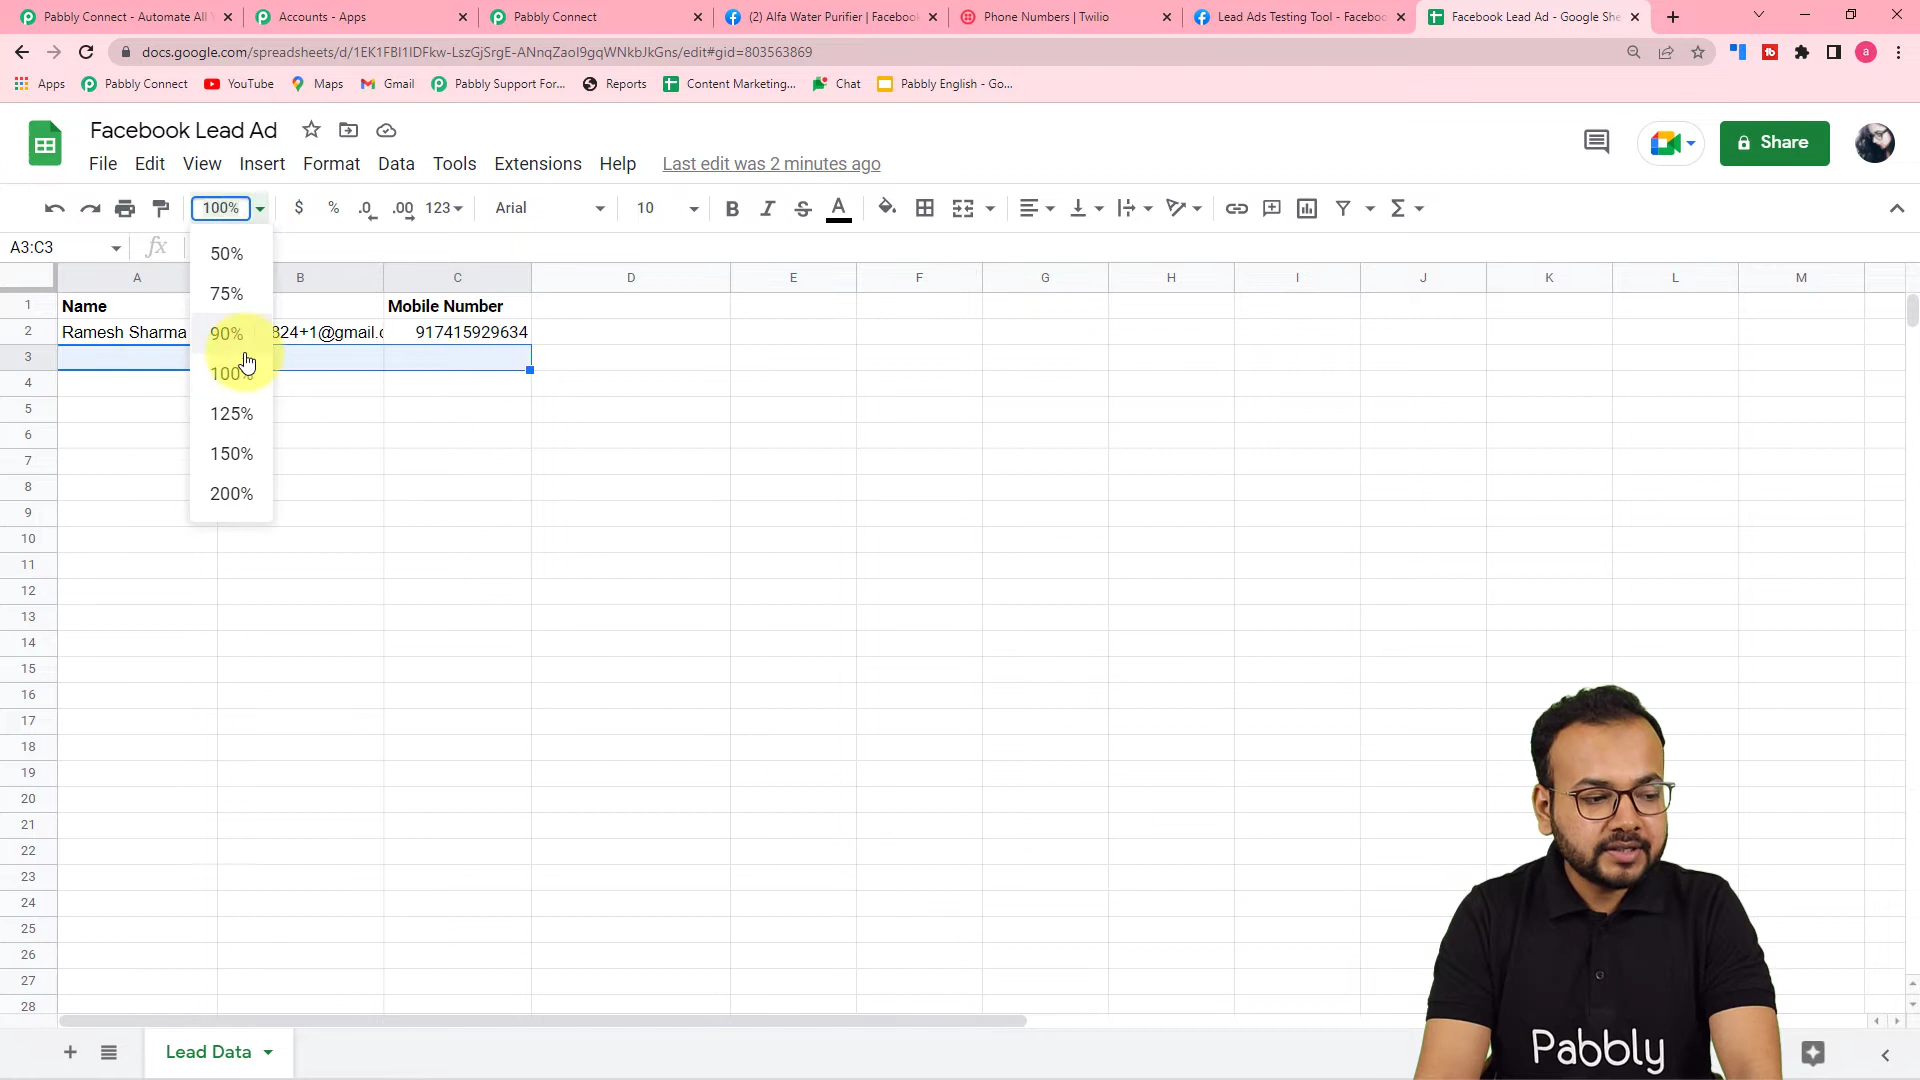 Pabbly Connect - Automate All
Accounts - Apps
Pabbly Connect
(2) Alfa Water Purifier | Facebook
Phone Numbers | Twilio
Lead Ads Testing Tool - Facebo
Facebook Lead Ad - Google She
docs.google.com/spreadsheets/d/1EK1FBI1IDFkw-LszGjSrgE-ANnqZaoI9gqWNkbJkGns/edit#gid=803563869
a
Apps
Pabbly Connect
YouTube
Maps
Gmail
Pabbly Support For...
Reports
Content Marketing...
Chat
Pabbly English - Go...
Facebook Lead Ad
File Edit View Insert Format Data Tools Extensions Help Last edit was 2 minutes ago
Share
100% $ % .0 .00 123 Arial 10 B I S A
A3:C3 fx
50%
75%
90%
100%
125%
150%
200%
A B C D E F G H I J K L M
1 Name Mobile Number
2 Ramesh Sharma 824+1@gmail.c 917415929634
3
4
5
6
7
8
9
10
11
12
13
14
15
16
17
18
19
20
21
22
23
24
25
26
27
28
Lead Data
Pabbly